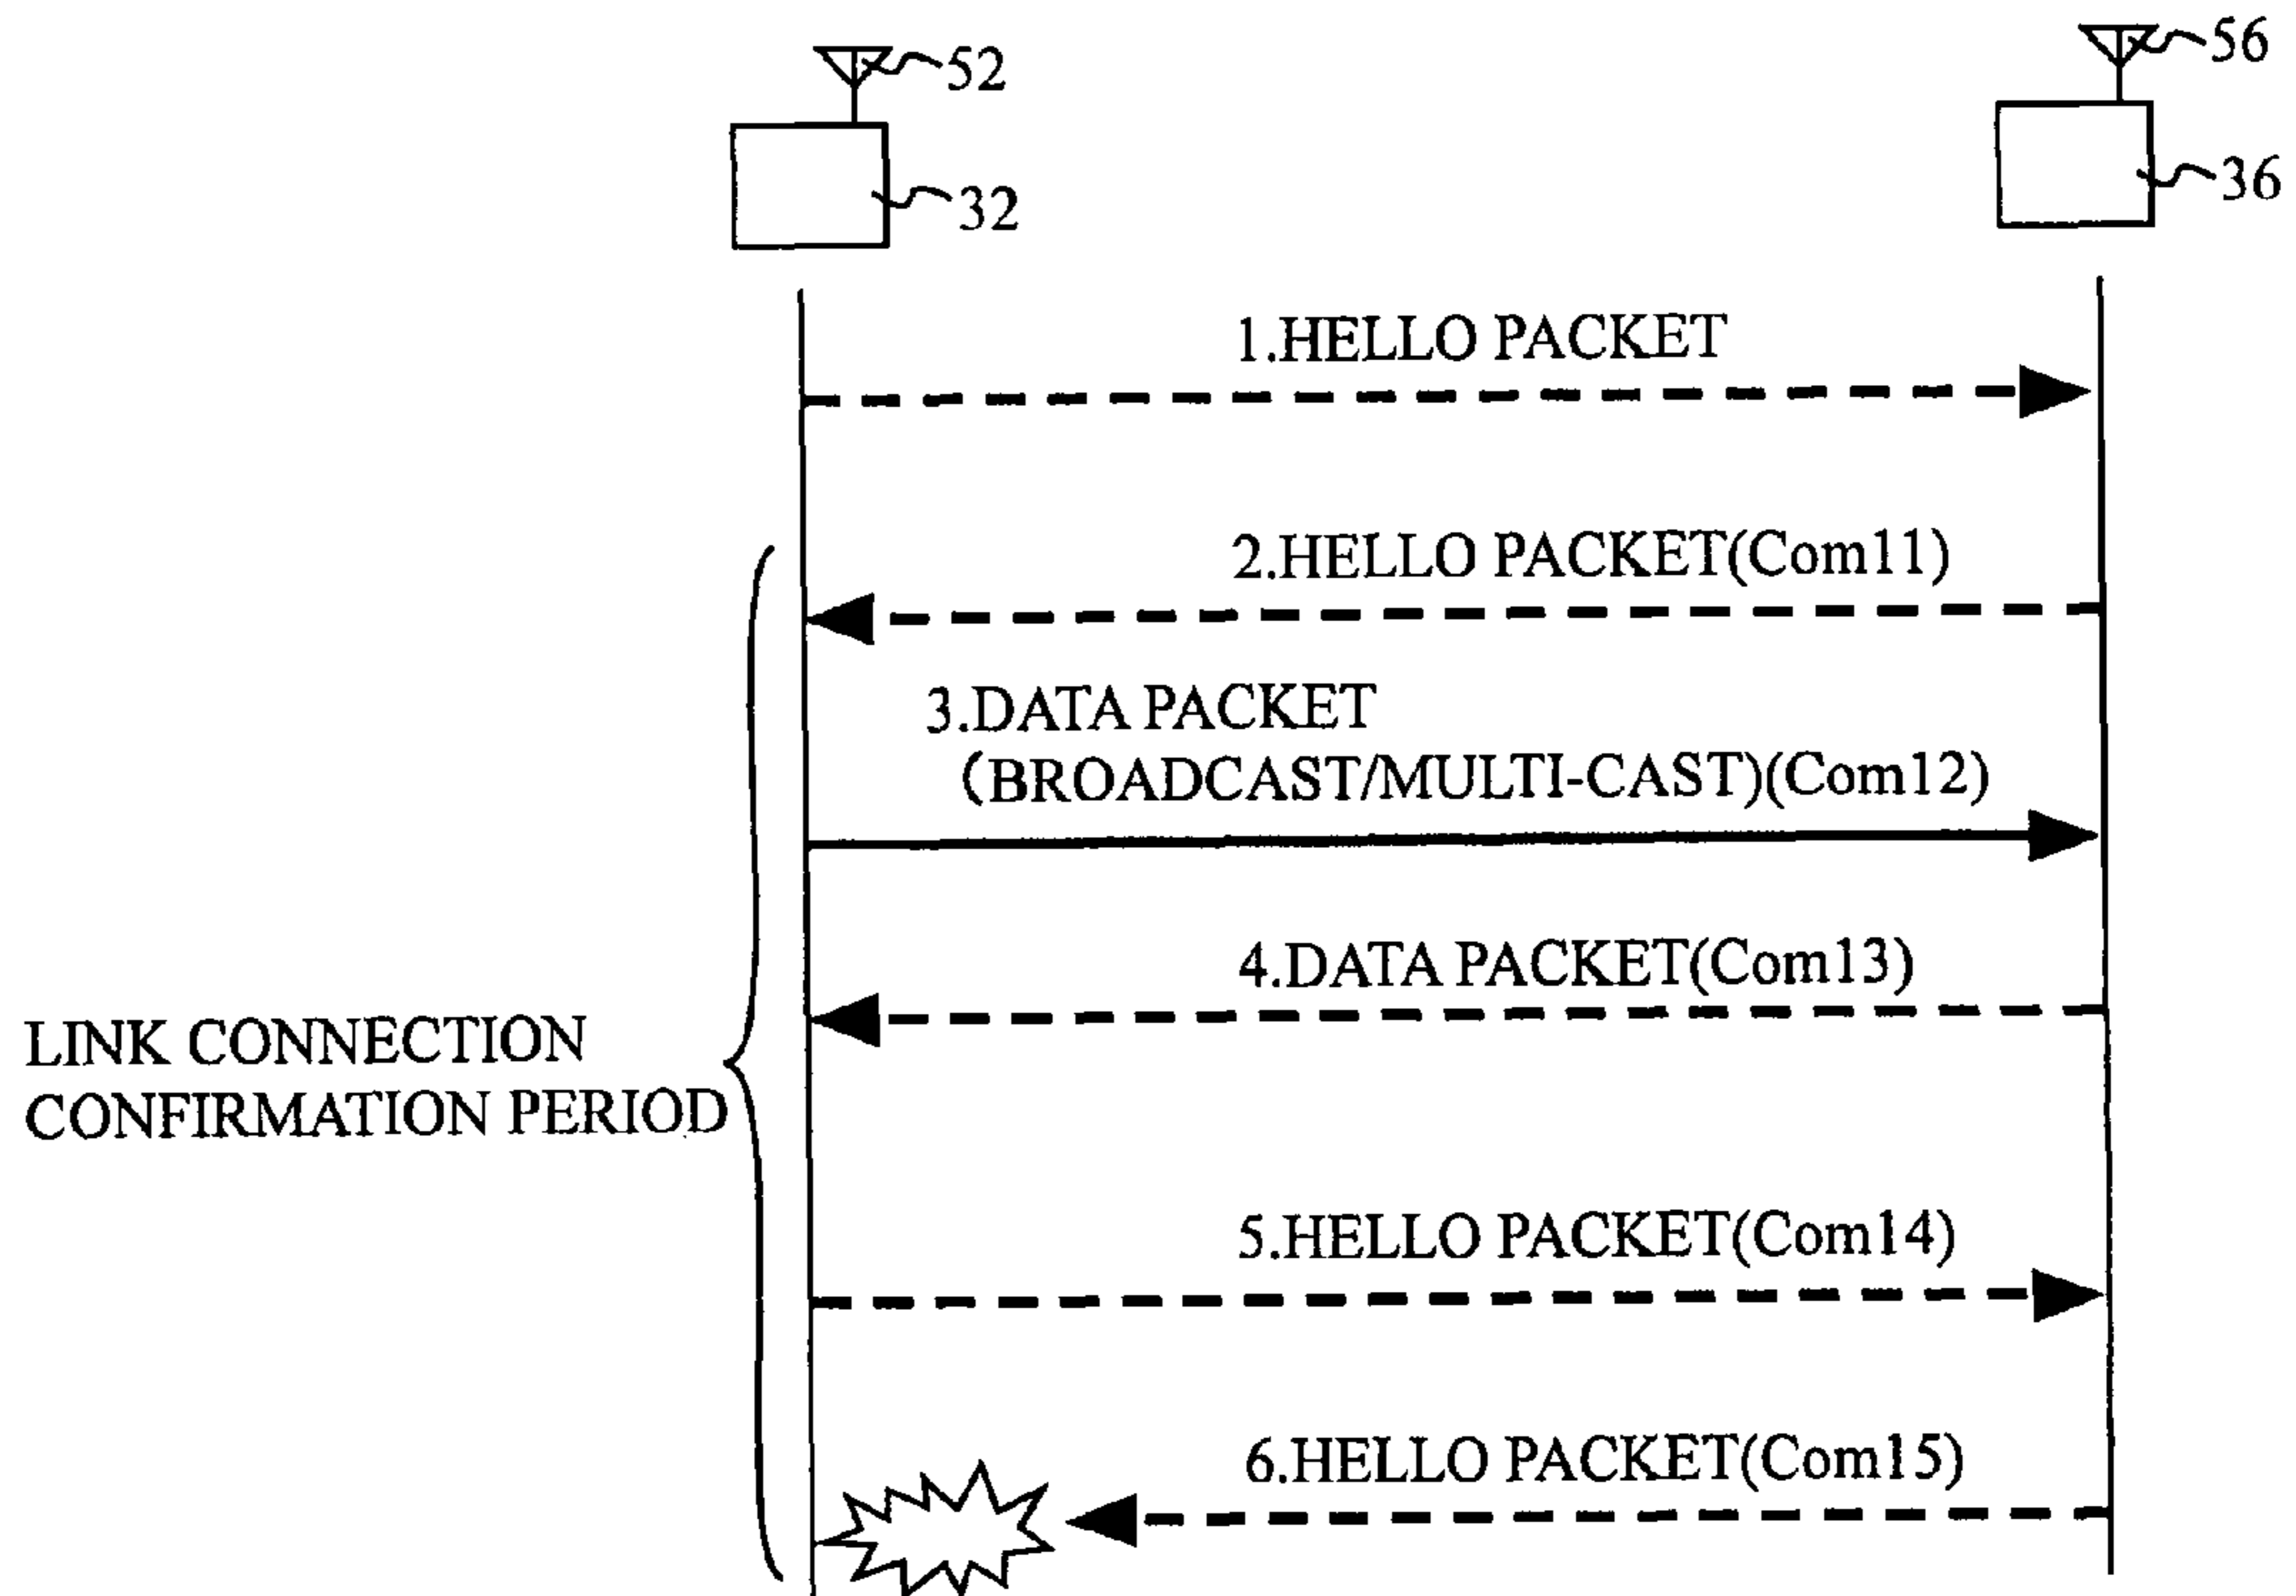 52
56
32
36
1.HELLO PACKET
2.HELLO PACKET(Com11)
3.DATA PACKET
(BROADCAST/MULTI-CAST)(Com12)
4.DATA PACKET(Com13)
LINK CONNECTION
CONFIRMATION PERIOD
5.HELLO PACKET(Com14)
6.HELLO PACKET(Com15)